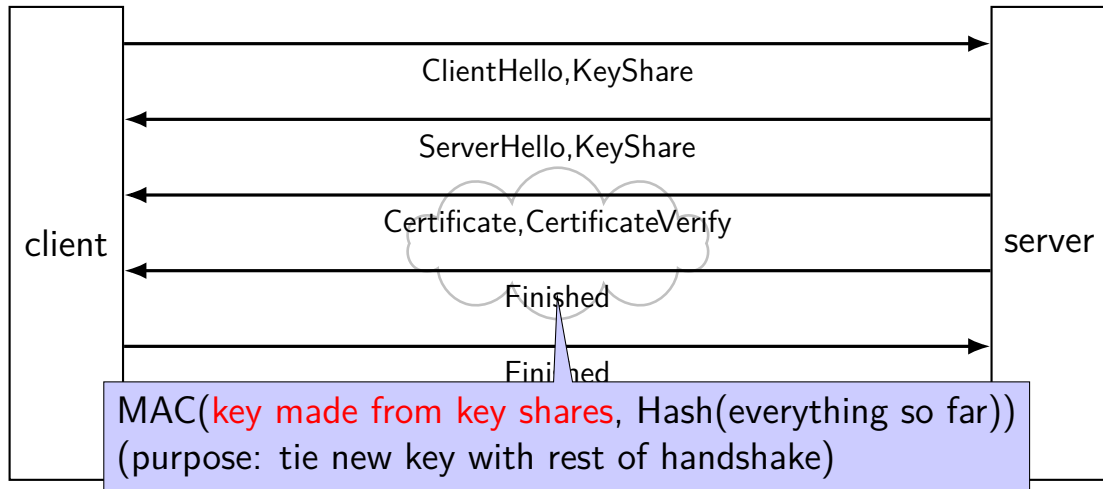 ClientHello,KeyShare
ServerHello,KeyShare
Certificate,CertificateVerify
client
server
Finished
Finished
MAC(key made from key shares, Hash(everything so far))
(purpose: tie new key with rest of handshake)